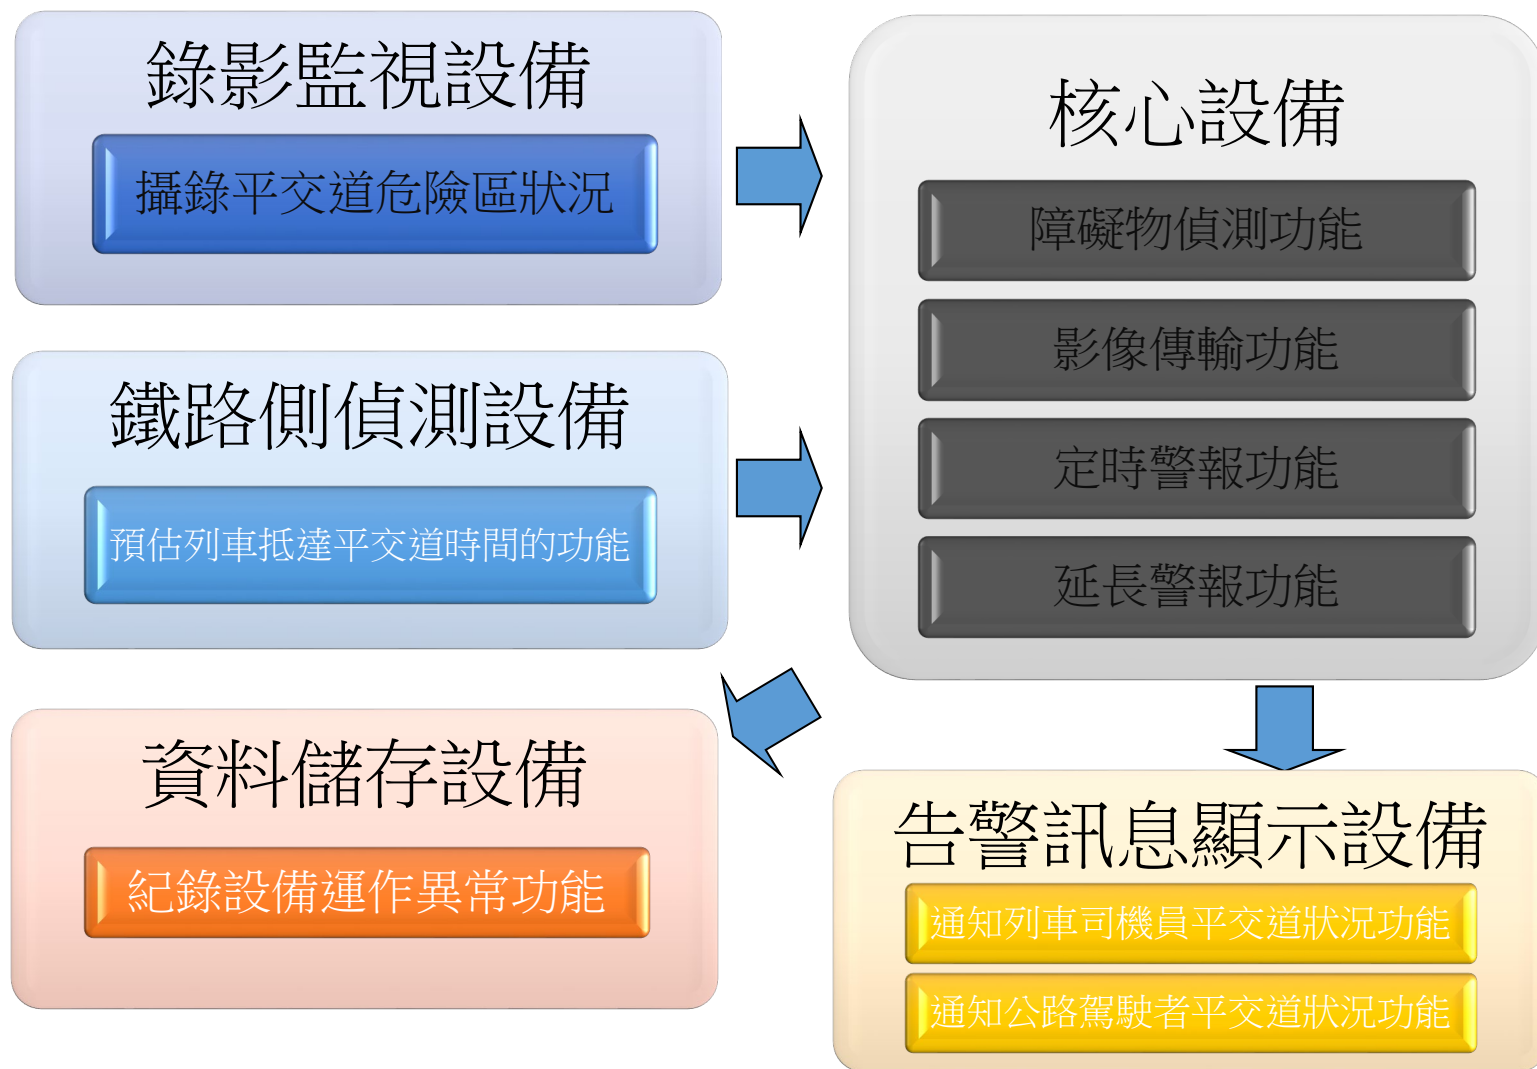 錄影監視設備
攝錄平交道危險區狀況
鐵路側偵測設備
預估列車抵達平交道時間的功能
資料儲存設備
紀錄設備運作異常功能
核心設備
障礙物偵測功能
影像傳輸功能
定時警報功能
延長警報功能
告警訊息顯示設備
通知列車司機員平交道狀況功能
通知公路駕駛者平交道狀況功能